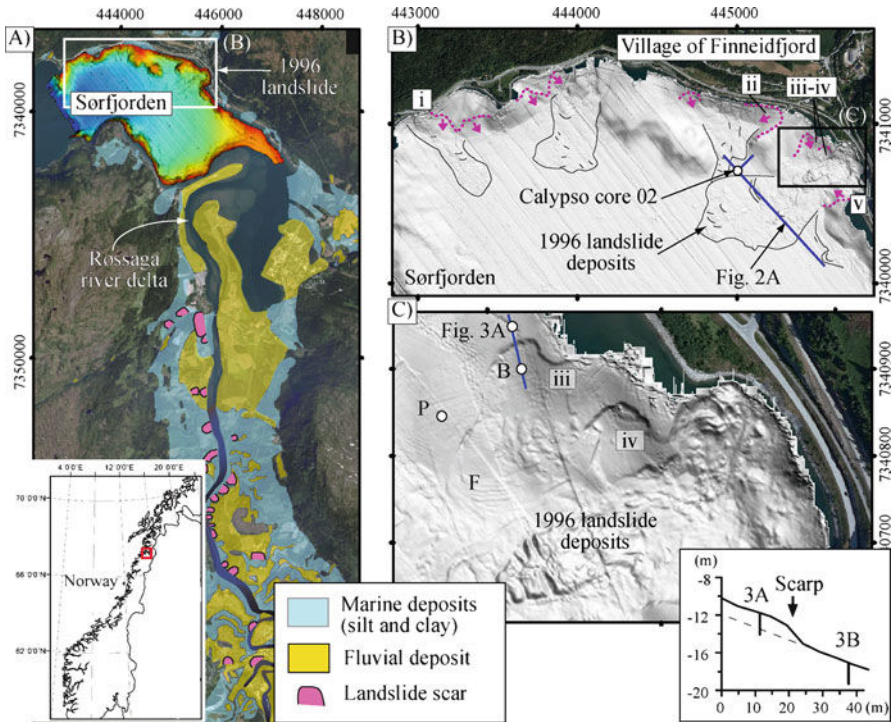 444000
446000
448000
A)
(B)
1996
landslide
Sørfjorden
7340000
Røssaga
river delta
7350000
4 00'E
12 00'E
20 00'E
70 00'N
66 00'N
62 00'N
Norway
Marine deposits
(silt and clay)
Fluvial deposit
Landslide scar
443000
444000
445000
B)
Village of Finneidfjord
i
ii
iii-iv
(C)
v
Calypso core 02
1996 landslide
deposits
Fig. 2A
Sørfjorden
7341000
7340000
C)
Fig. 3A
B
iii
P
iv
F
1996 landslide
deposits
7340900
7340800
7340700
(m)
-8
-12
-16
-20
3A
Scarp
3B
0 10 20 30 40 (m)